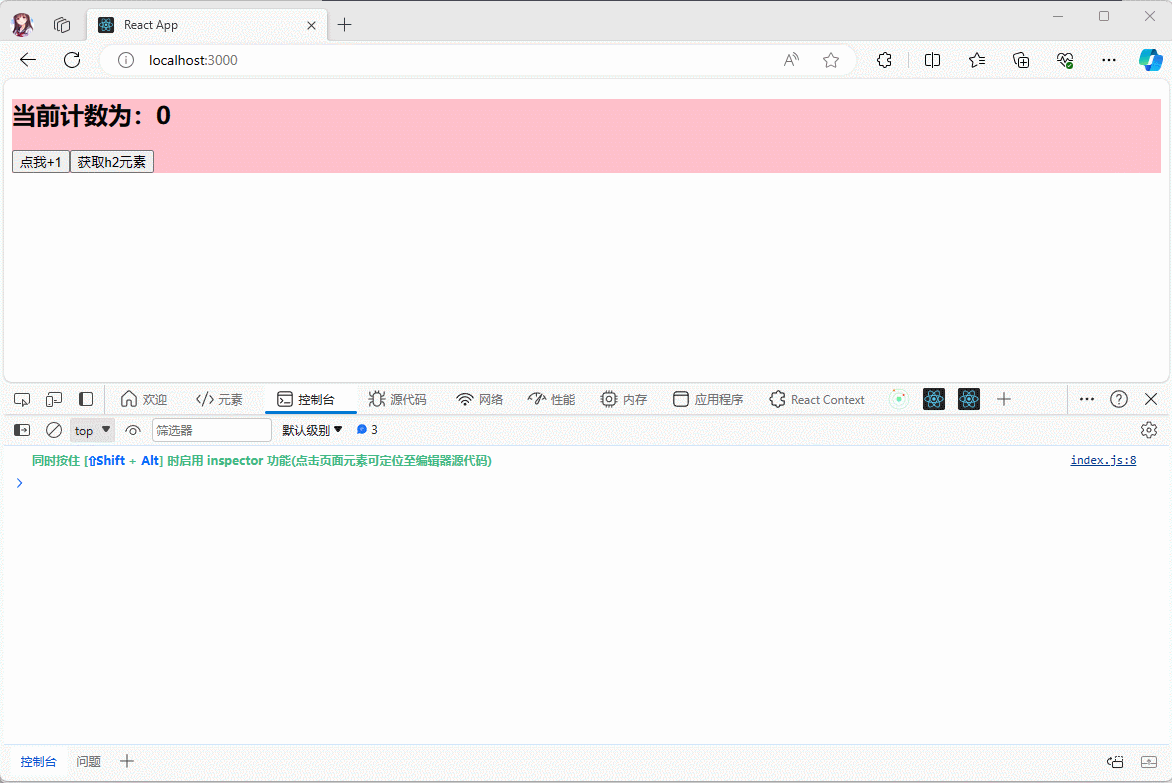 React App
localhost:3000
当前计数为：0
点我+1 获取h2元素
欢迎 </> 元素 控制台 源代码 网络 性能 内存 应用程序 React Context
top 筛选器 默认级别 3
同时按住 [⇧Shift + Alt] 时启用 inspector 功能(点击页面元素可定位至编辑器源代码) index.js:8
控制台 问题